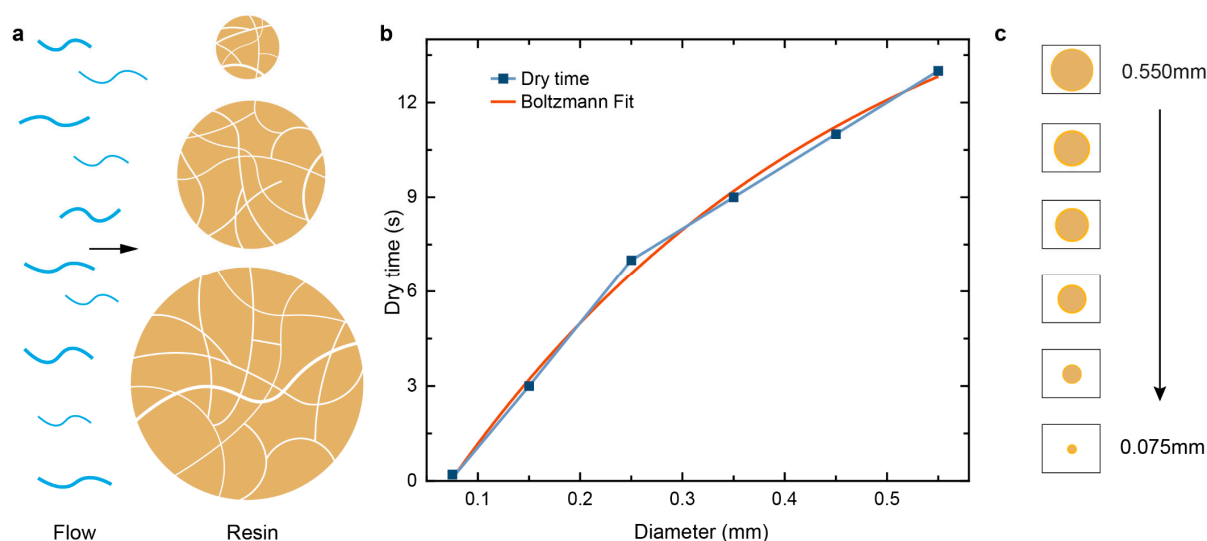 a
Flow
Resin
b
Dry time
Boltzmann Fit
Dry time (s)
12
9
6
3
0
0.1 0.2 0.3 0.4 0.5
Diameter (mm)
c
0.550mm
0.075mm